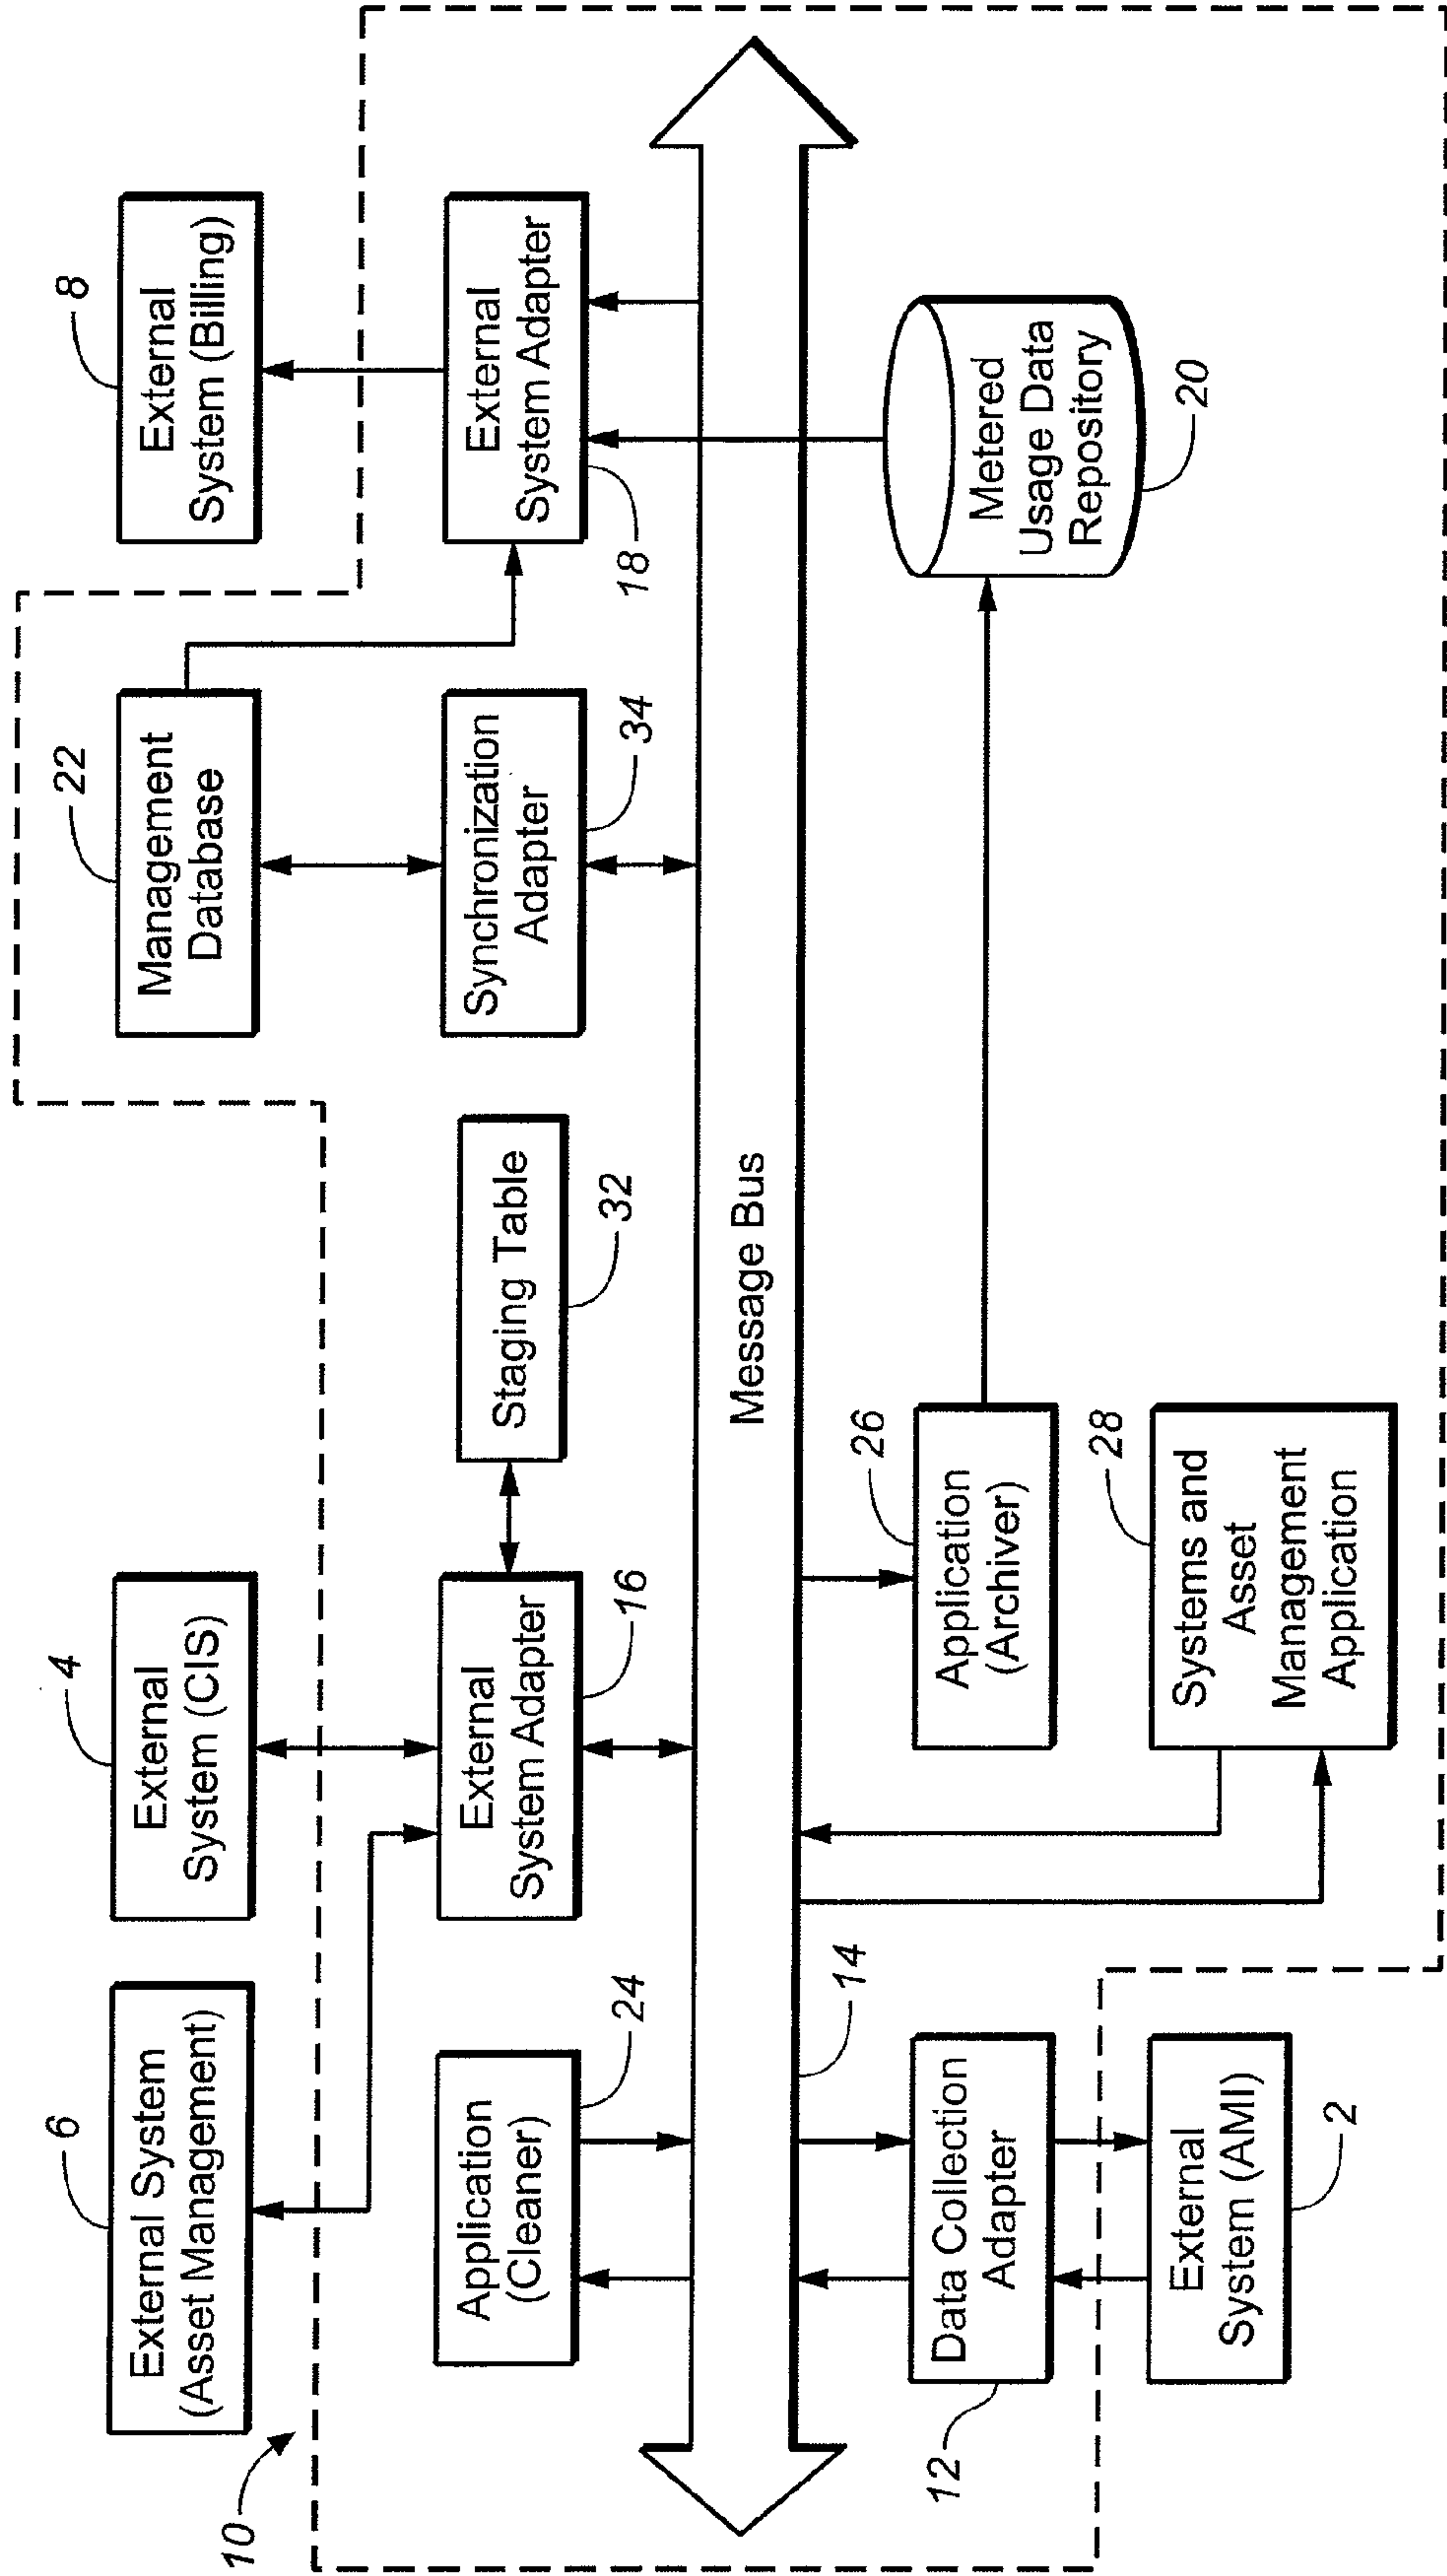 10
6
External System
(Asset Management)
4
External
System (CIS)
22
Management
Database
8
External
System (Billing)
Application
(Cleaner)
24
External
System Adapter
16
Staging Table
32
Synchronization
Adapter
34
External
System Adapter
18
Message Bus
14
12
Data Collection
Adapter
26
Application
(Archiver)
Metered
Usage Data
Repository
20
28
Systems and
Asset
Management
Application
External
System (AMI)
2